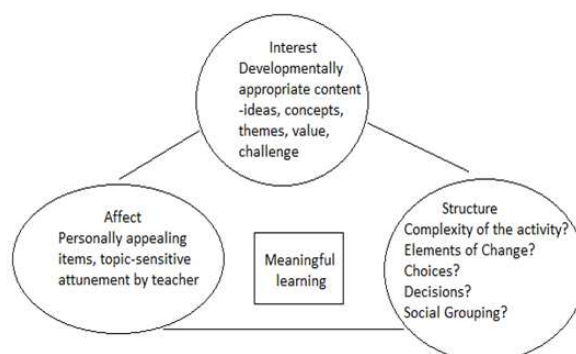 Interest
Developmentally
appropriate content
-ideas, concepts,
themes, value,
challenge
Affect
Personally appealing
items, topic-sensitive
attunement by teacher
Meaningful
learning
Structure
Complexity of the activity?
Elements of Change?
Choices?
Decisions?
Social Grouping?